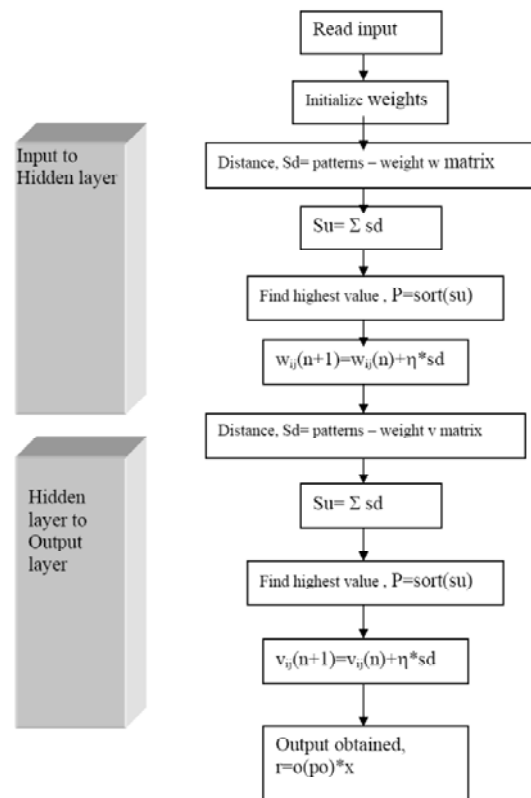 Read input
Initialize weights
Input to
Hidden layer
Distance, Sd= patterns – weight w matrix
Su= Σ sd
Find highest value , P=sort(su)
wᵢⱼ(n+1)=wᵢⱼ(n)+η*sd
Distance, Sd= patterns – weight v matrix
Hidden
layer to
Output
layer
Su= Σ sd
Find highest value , P=sort(su)
vᵢⱼ(n+1)=vᵢⱼ(n)+η*sd
Output obtained,
r=o(po)*x